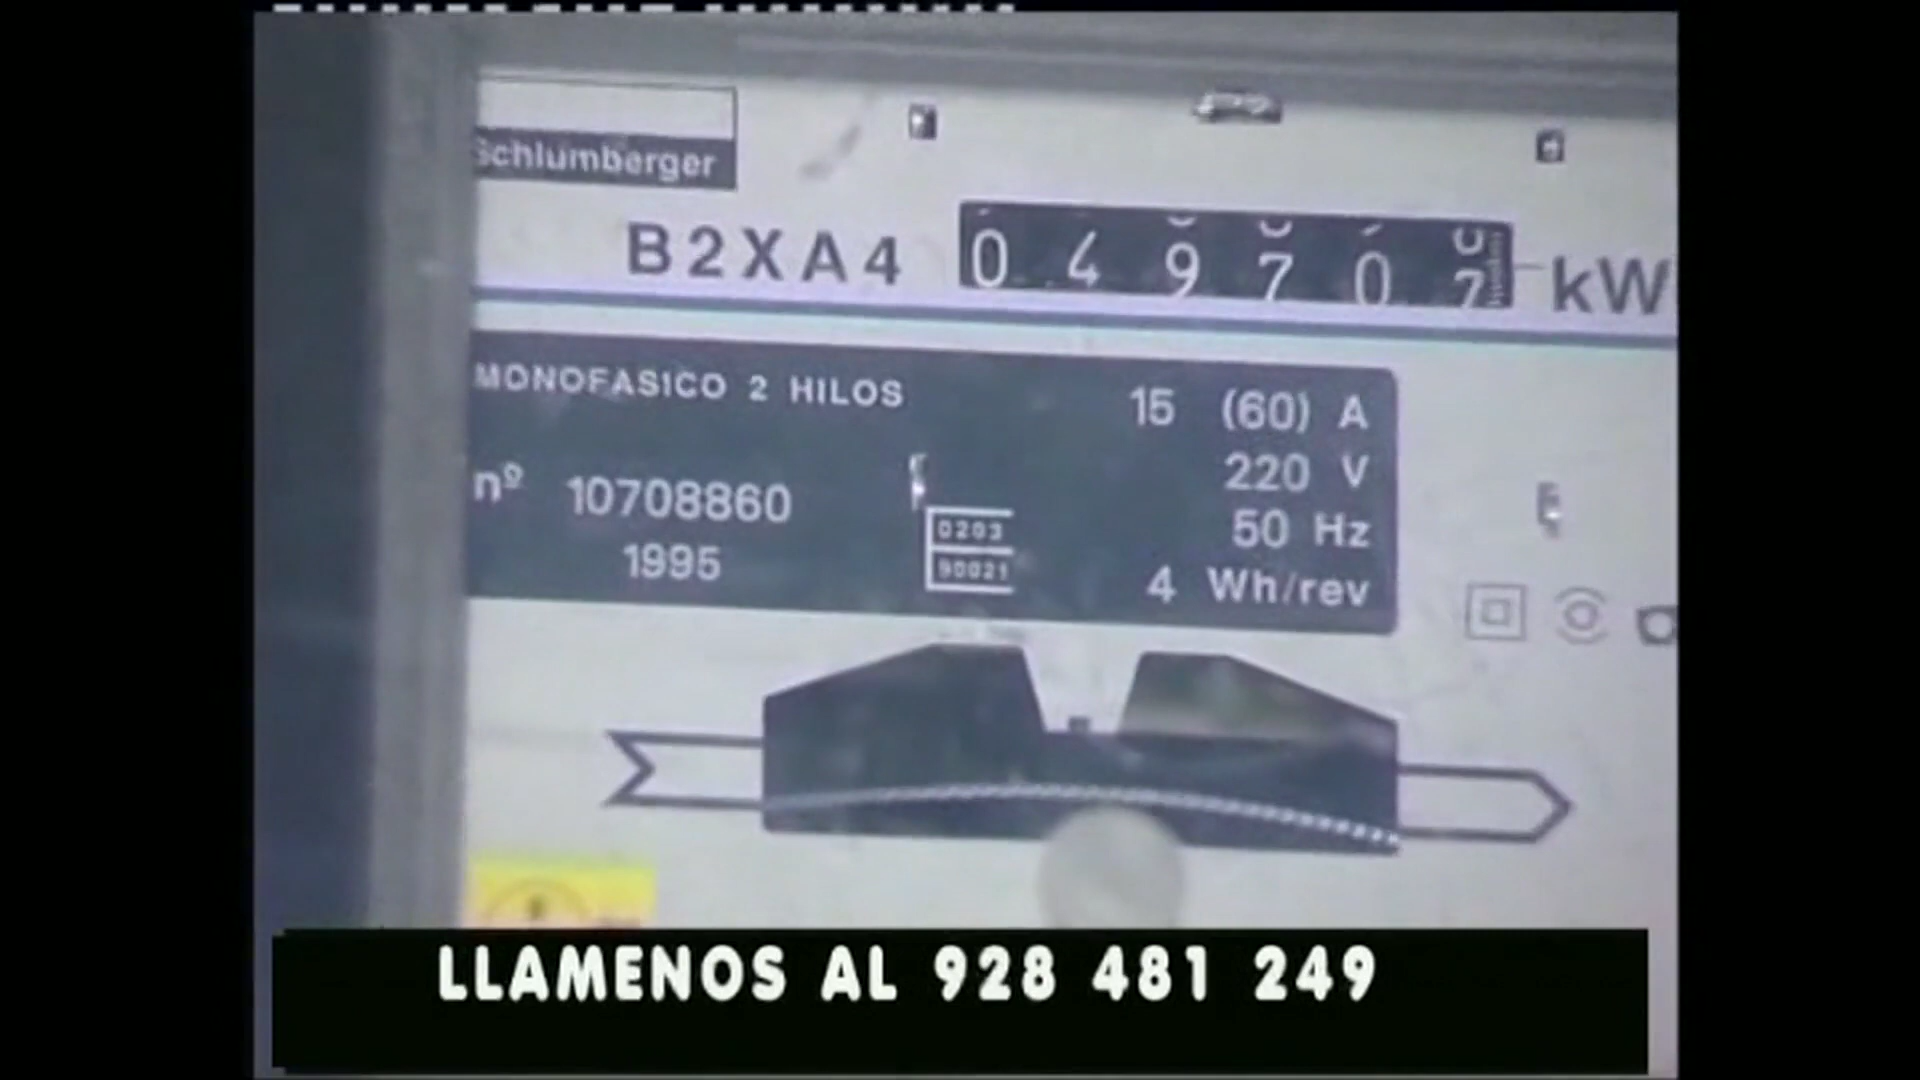 Schlumberger
B2XA4 049707 kW
MONOFASICO 2 HILOS
15 (60) A
220 V
nº 10708860
50 Hz
1995
0203
90021
4 Wh/rev
LLAMENOS AL 928 481 249